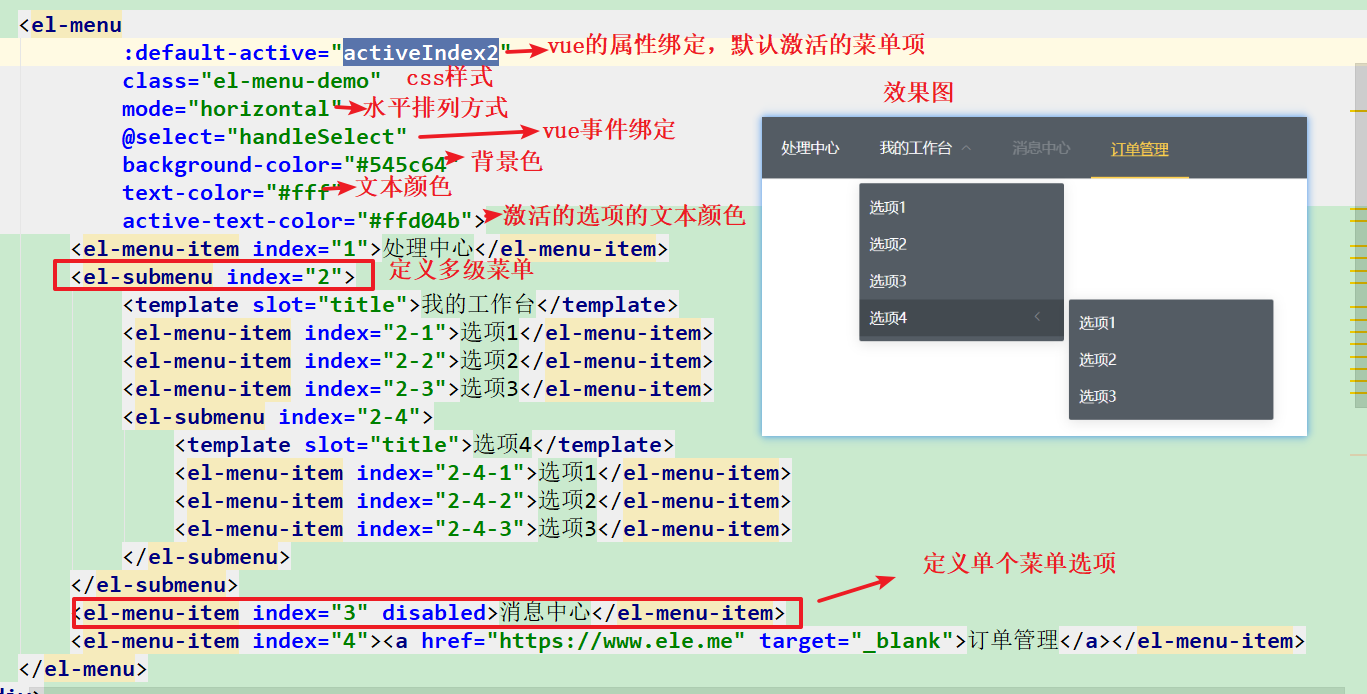 <el-menu
:default-active="activeIndex2" vue的属性绑定，默认激活的菜单项
class="el-menu-demo" css样式
mode="horizontal" 水平排列方式
@select="handleSelect" vue事件绑定
background-color="#545c64" 背景色
text-color="#fff" 文本颜色
active-text-color="#ffd04b"> 激活的选项的文本颜色
<el-menu-item index="1">处理中心</el-menu-item>
<el-submenu index="2"> 定义多级菜单
<template slot="title">我的工作台</template>
<el-menu-item index="2-1">选项1</el-menu-item>
<el-menu-item index="2-2">选项2</el-menu-item>
<el-menu-item index="2-3">选项3</el-menu-item>
<el-submenu index="2-4">
<template slot="title">选项4</template>
<el-menu-item index="2-4-1">选项1</el-menu-item>
<el-menu-item index="2-4-2">选项2</el-menu-item>
<el-menu-item index="2-4-3">选项3</el-menu-item>
</el-submenu>
</el-submenu>
定义单个菜单选项
<el-menu-item index="3" disabled>消息中心</el-menu-item>
<el-menu-item index="4"><a href="https://www.ele.me" target="_blank">订单管理</a></el-menu-item>
</el-menu>
效果图
处理中心 我的工作台 消息中心 订单管理
选项1
选项2
选项3
选项4
选项1
选项2
选项3